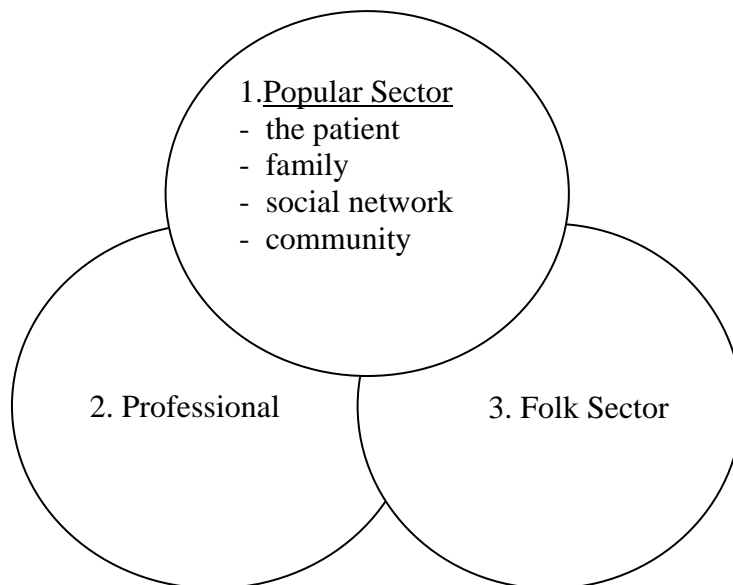 1.Popular Sector
- the patient
- family
- social network
- community
2. Professional
3. Folk Sector